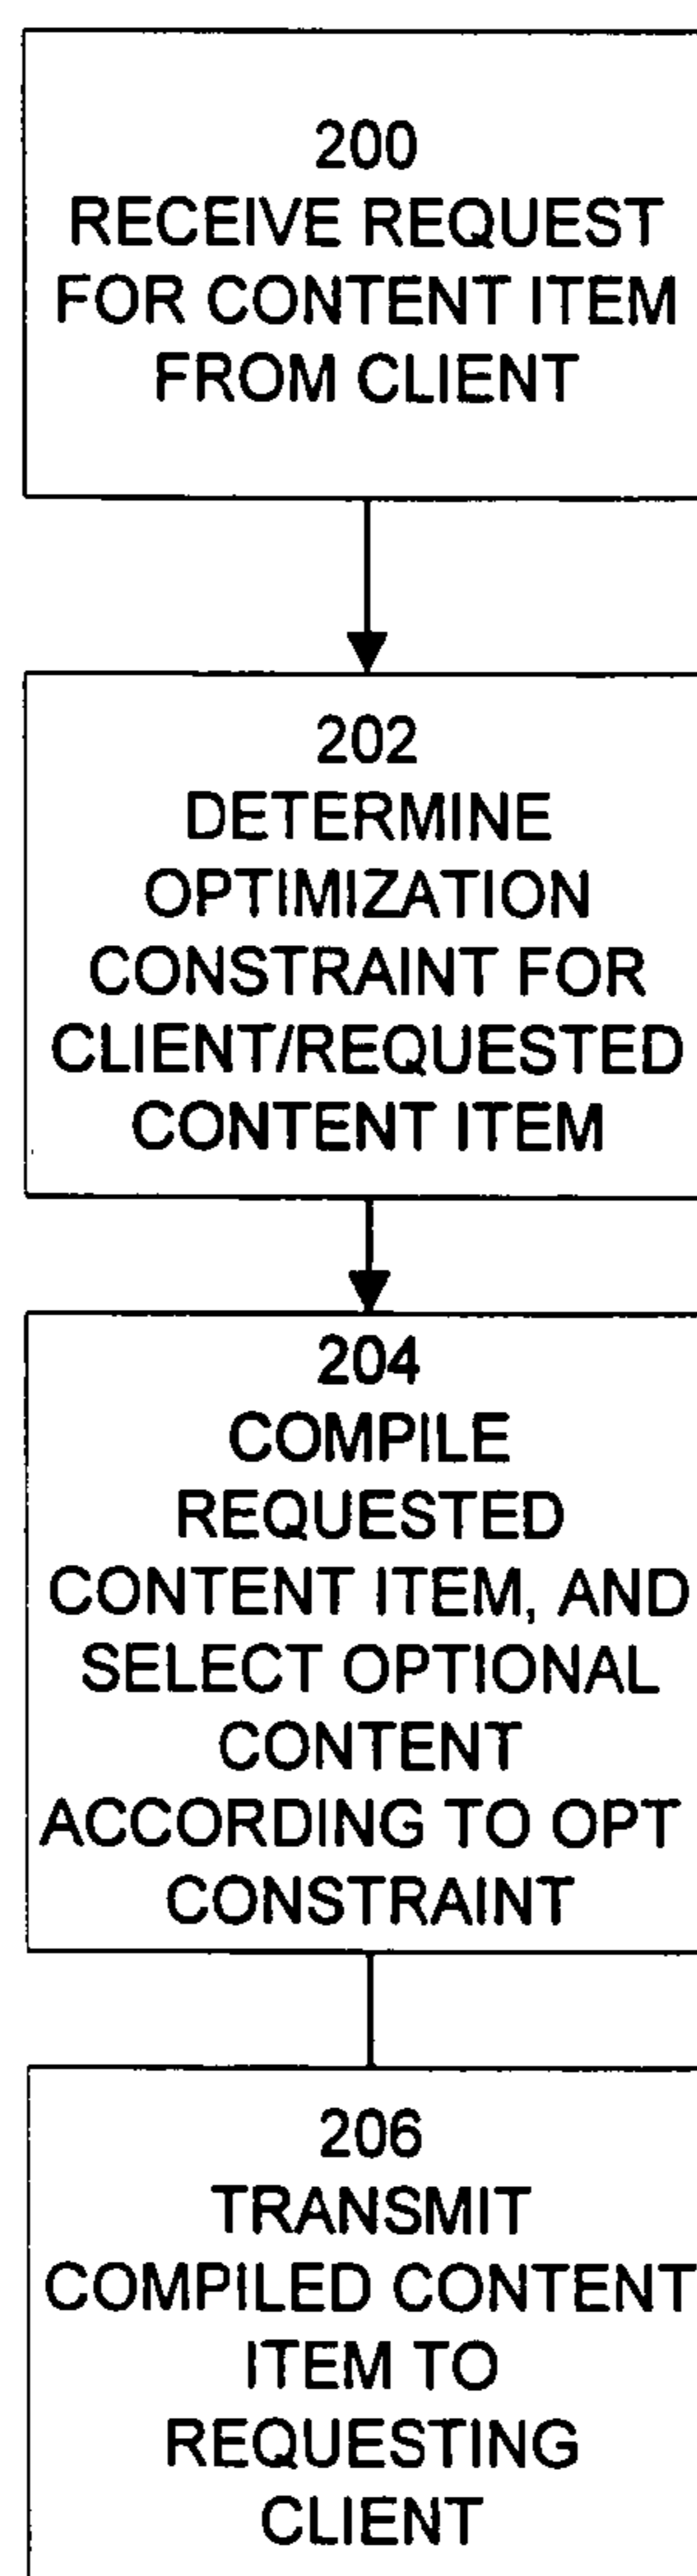 200
RECEIVE REQUEST
FOR CONTENT ITEM
FROM CLIENT
202
DETERMINE
OPTIMIZATION
CONSTRAINT FOR
CLIENT/REQUESTED
CONTENT ITEM
204
COMPILE
REQUESTED
CONTENT ITEM, AND
SELECT OPTIONAL
CONTENT
ACCORDING TO OPT
CONSTRAINT
206
TRANSMIT
COMPILED CONTENT
ITEM TO
REQUESTING
CLIENT